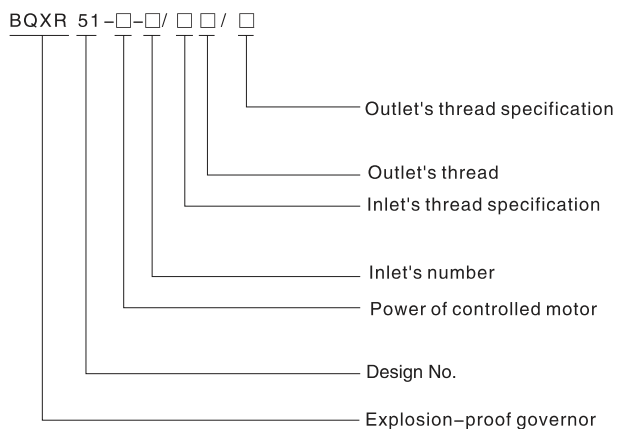 BQXR 51-□-□/ □ □ / □
Outlet's thread specification
Outlet's thread
Inlet's thread specification
Inlet's number
Power of controlled motor
Design No.
Explosion-proof governor